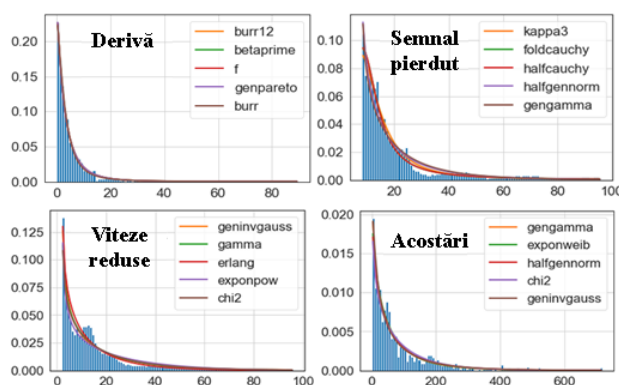 Derivă
burr12
betaprime
f
genpareto
burr
0.20
0.15
0.10
0.05
0.00
0
20
40
60
80
Semnal
pierdut
kappa3
foldcauchy
halfcauchy
halfgennorm
gengamma
0.10
0.08
0.06
0.04
0.02
0.00
20
40
60
80
Viteze
reduse
geninvgauss
gamma
erlang
exponpow
chi2
0.125
0.100
0.075
0.050
0.025
0.000
0
20
40
60
80
Acostări
gengamma
exponweib
halfgennorm
chi2
geninvgauss
0.020
0.015
0.010
0.005
0.000
0
200
400
600